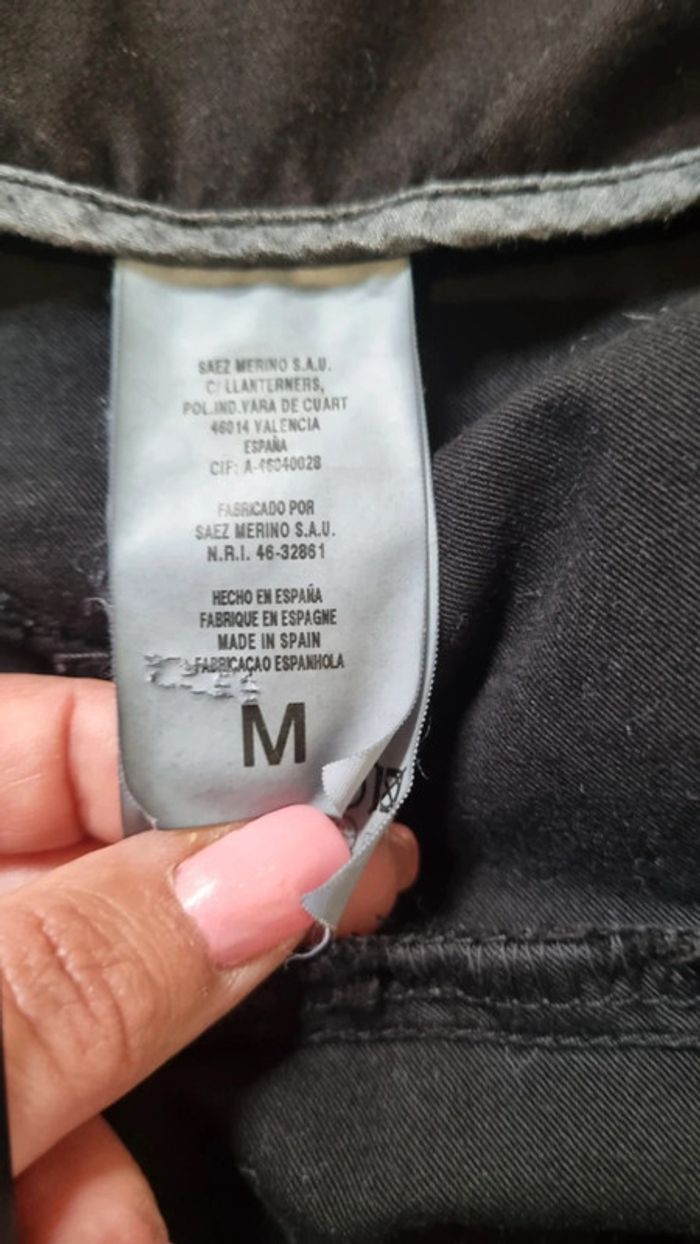 SAEZ MERINO S.A.U.
C/ LLANTERNERS,
POL.IND.VARA DE CUART
46014 VALENCIA
ESPAÑA
CIF: A-46040028
FABRICADO POR
SAEZ MERINO S.A.U.
N.R.I. 46-32861
HECHO EN ESPAÑA
FABRIQUE EN ESPAGNE
MADE IN SPAIN
FABRICAÇAO ESPANHOLA
M